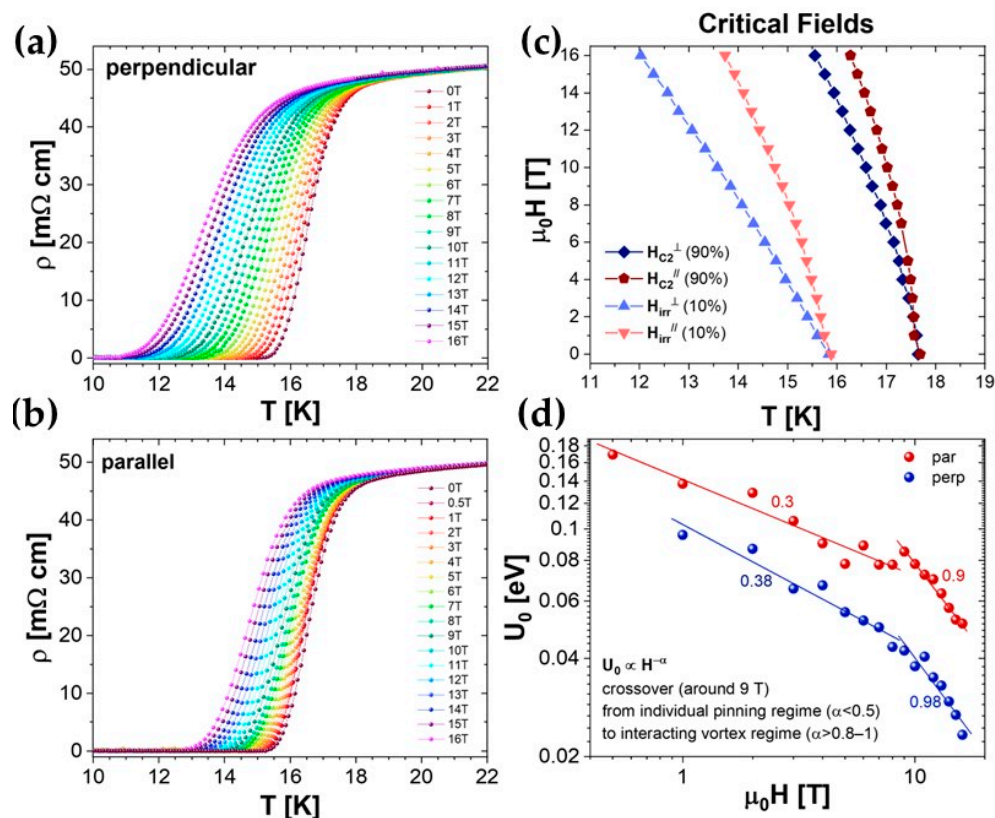 (a)
perpendicular
50
40
30
20
10
0
ρ [mΩ cm]
0T
1T
2T
3T
4T
5T
6T
7T
8T
9T
10T
11T
12T
13T
14T
15T
16T
10 12 14 16 18 20 22
T [K]
(b)
parallel
50
40
30
20
10
0
ρ [mΩ cm]
0T
0.5T
1T
2T
3T
4T
5T
6T
7T
8T
9T
10T
11T
12T
13T
14T
15T
16T
10 12 14 16 18 20 22
T [K]
(c)
Critical Fields
16
14
12
10
8
6
4
2
0
μ₀H [T]
H_C2^⊥ (90%)
H_C2^// (90%)
H_irr^⊥ (10%)
H_irr^// (10%)
11 12 13 14 15 16 17 18 19
T [K]
(d)
0.18
0.16
0.14
0.12
0.1
0.08
0.06
0.04
0.02
U₀ [eV]
par
perp
0.3
0.9
0.38
0.98
U₀ ∝ H^-α
crossover (around 9 T)
from individual pinning regime (α<0.5)
to interacting vortex regime (α>0.8–1)
1 10
μ₀H [T]